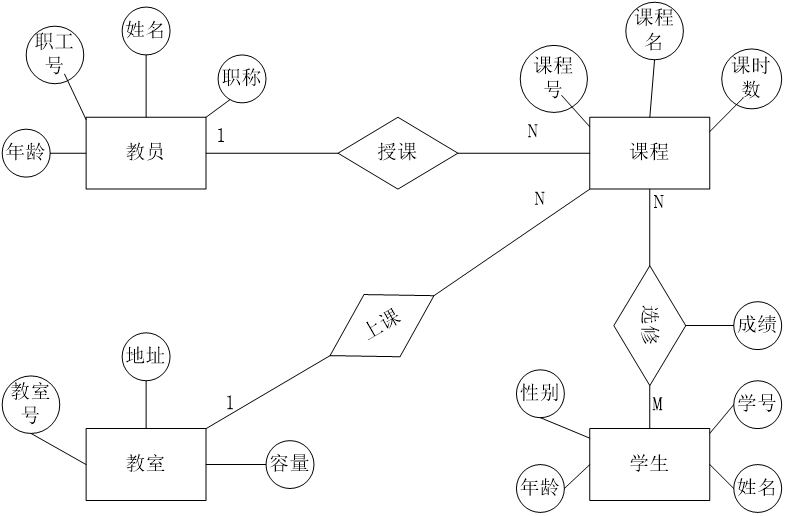 姓名
职工
号
职称
年龄
教员
1
授课
N
课程
课程
号
课程
名
课时
数
N
N
上课
选修
成绩
地址
教室
号
1
教室
容量
性别
M
学号
年龄
学生
姓名